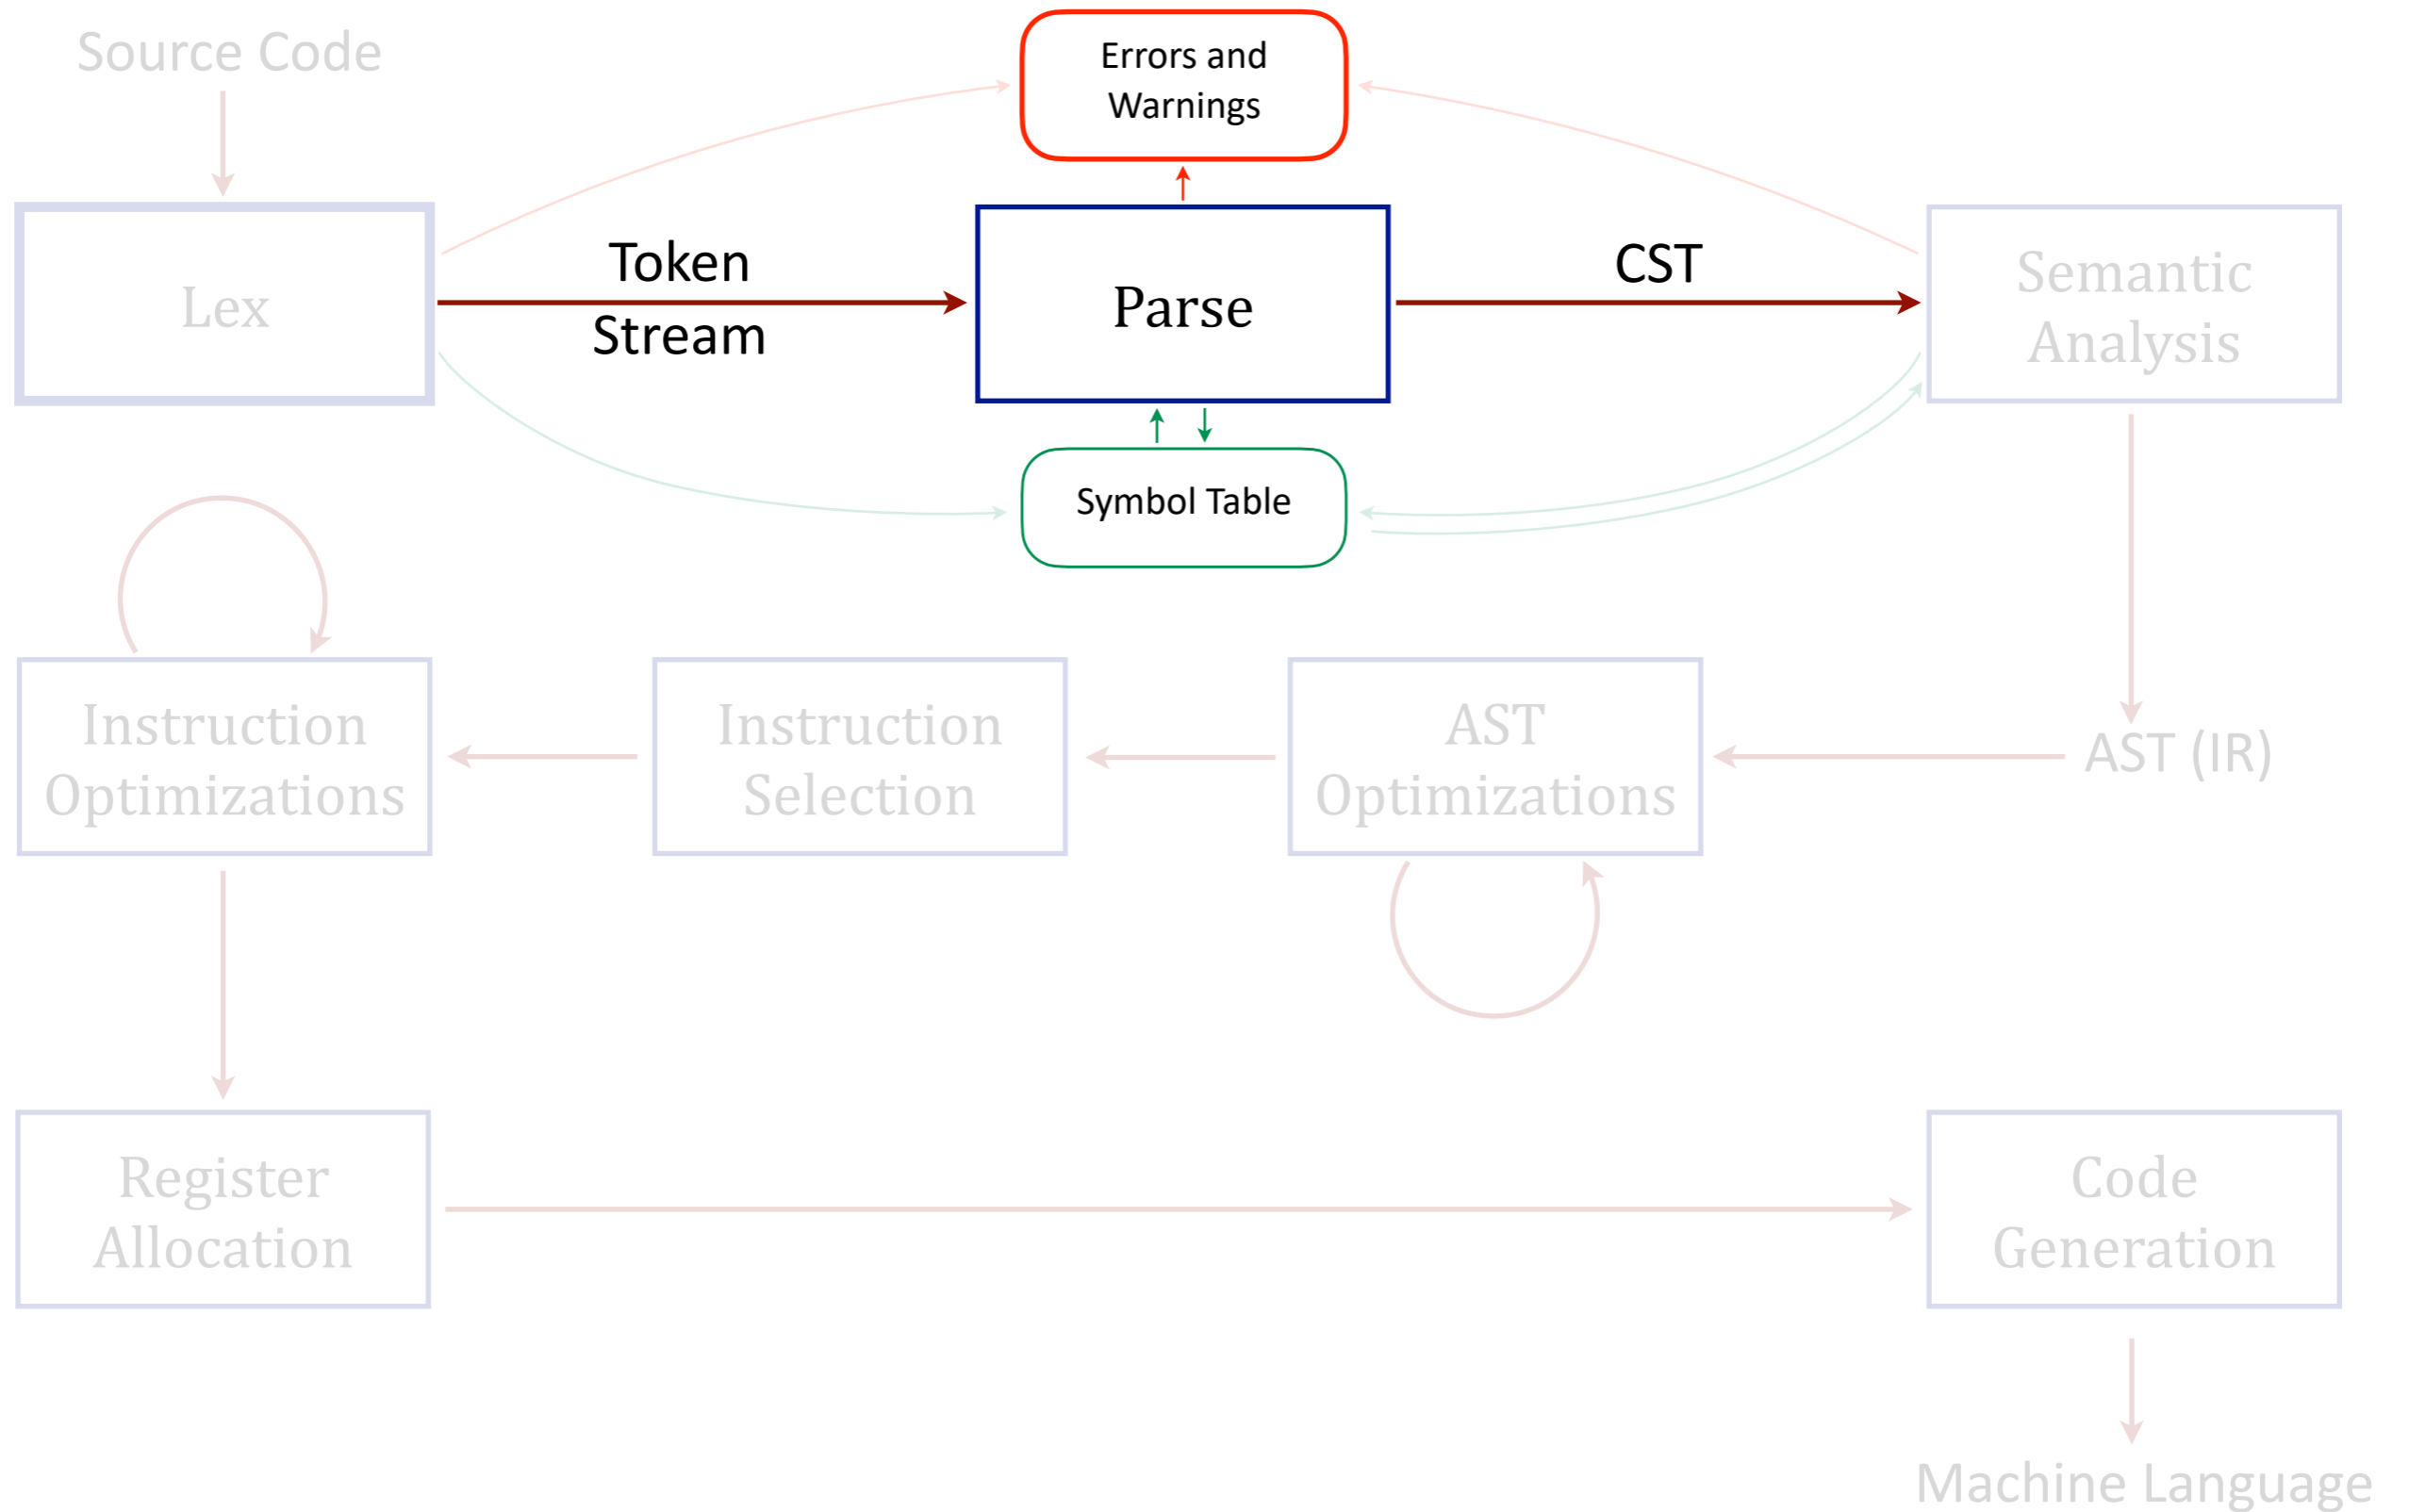 Source Code
Errors and
Warnings
Lex
Token
Stream
Parse
CST
Semantic
Analysis
Symbol Table
Instruction
Optimizations
Instruction
Selection
AST
Optimizations
AST (IR)
Register
Allocation
Code
Generation
Machine Language